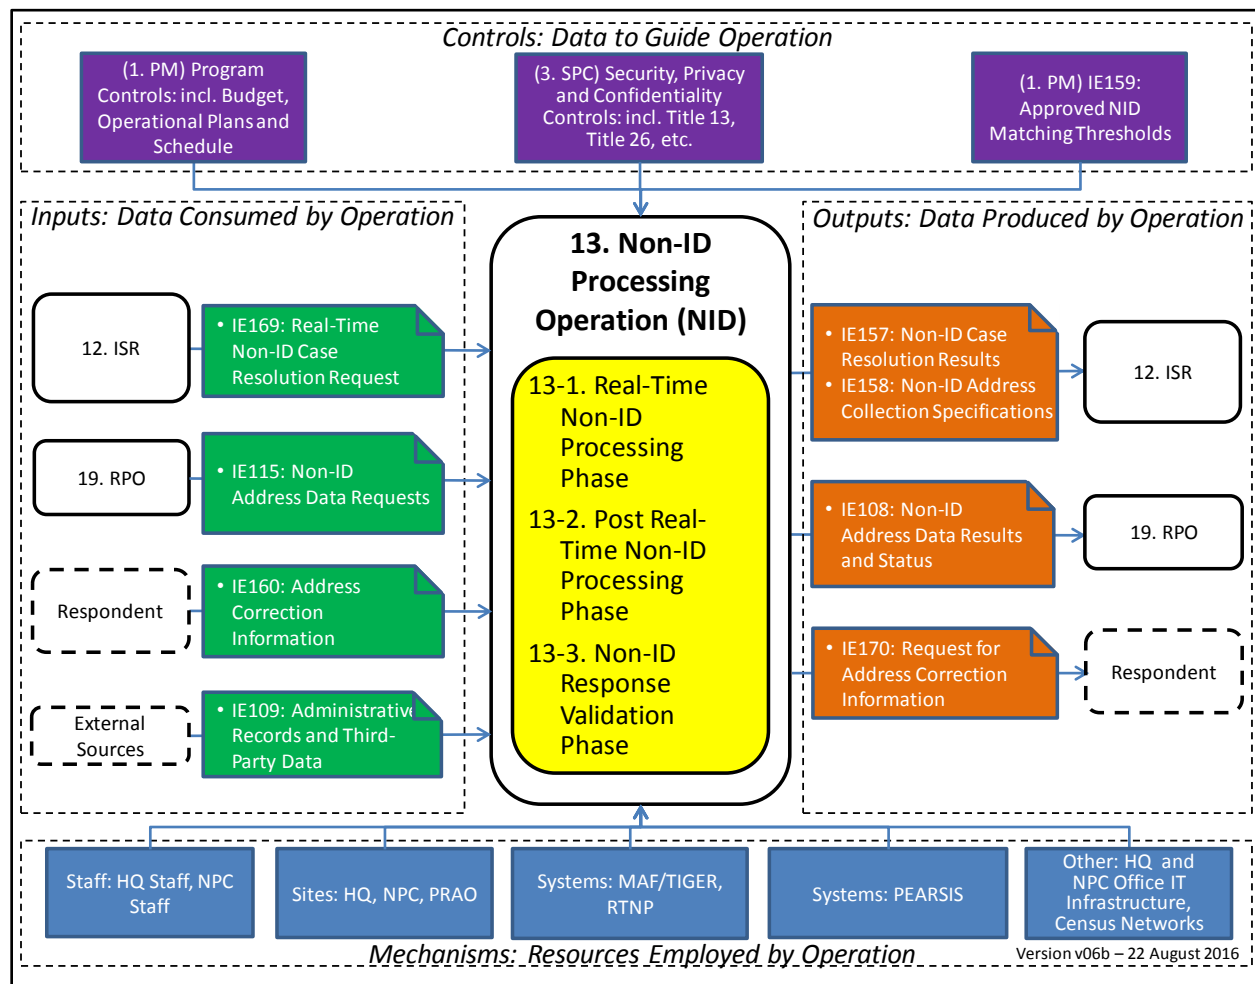 Controls: Data to Guide Operation
(1. PM) Program
Controls: incl. Budget,
Operational Plans and
Schedule
(3. SPC) Security, Privacy
and Confidentiality
Controls: incl. Title 13,
Title 26, etc.
(1. PM) IE159:
Approved NID
Matching Thresholds
Inputs: Data Consumed by Operation
12. ISR
• IE169: Real-Time
Non-ID Case
Resolution Request
19. RPO
• IE115: Non-ID
Address Data Requests
Respondent
• IE160: Address
Correction
Information
External
Sources
• IE109: Administrative
Records and Third-
Party Data
13. Non-ID
Processing
Operation (NID)
13-1. Real-Time
Non-ID
Processing
Phase
13-2. Post Real-
Time Non-ID
Processing
Phase
13-3. Non-ID
Response
Validation
Phase
Outputs: Data Produced by Operation
• IE157: Non-ID Case
Resolution Results
• IE158: Non-ID Address
Collection Specifications
12. ISR
• IE108: Non-ID
Address Data Results
and Status
19. RPO
• IE170: Request for
Address Correction
Information
Respondent
Staff: HQ Staff, NPC
Staff
Sites: HQ, NPC, PRAO
Systems: MAF/TIGER,
RTNP
Systems: PEARSIS
Other: HQ and
NPC Office IT
Infrastructure,
Census Networks
Mechanisms: Resources Employed by Operation
Version v06b – 22 August 2016